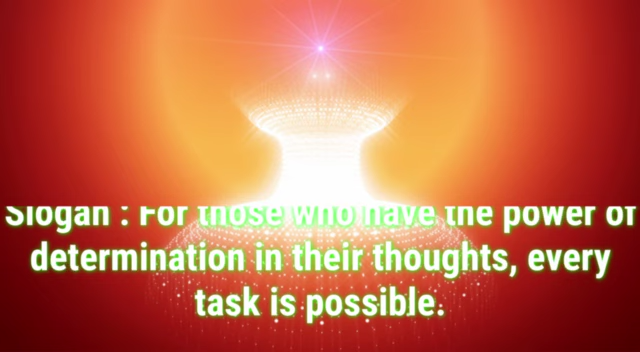 Slogan : For those who have the power of
determination in their thoughts, every
task is possible.